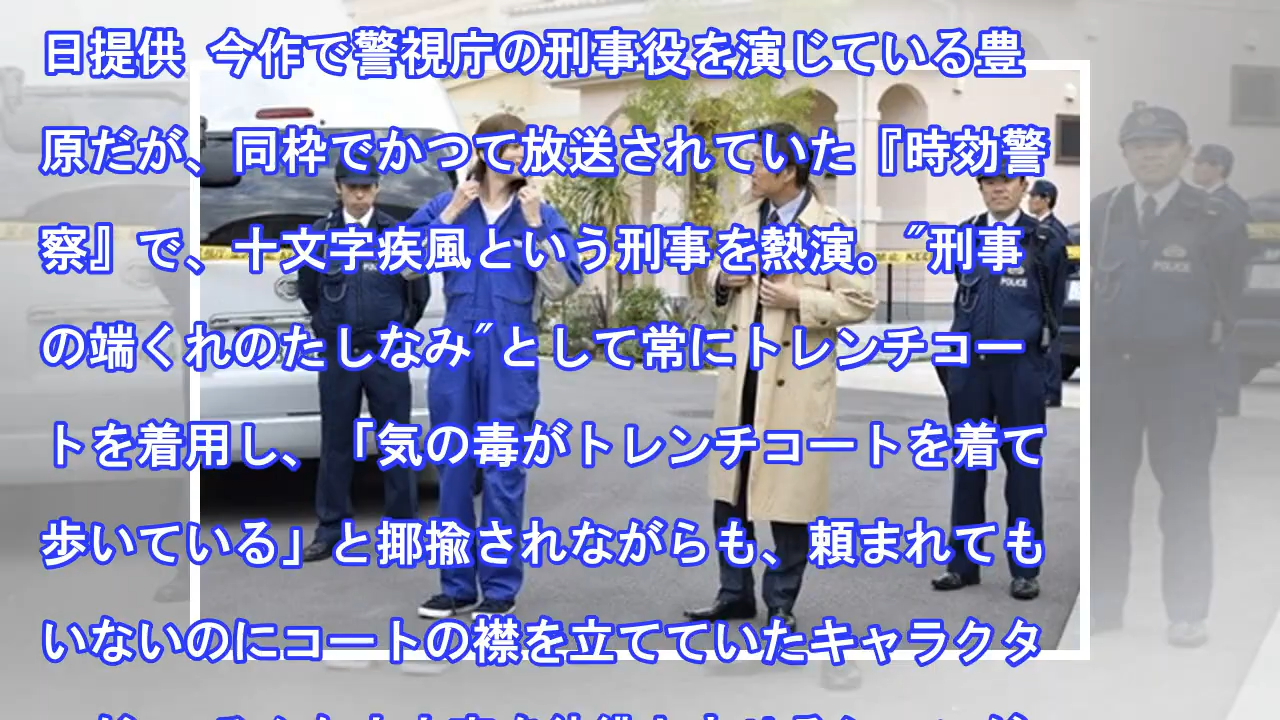 日提供 今作で警視庁の刑事役を演じている豊
原だが、同枠でかつて放送されていた『時効警
察』で、十文字疾風という刑事を熱演。″刑事
の端くれのたしなみ″として常にトレンチコー
トを着用し、「気の毒がトレンチコートを着て
歩いている」と揶揄されながらも、頼まれても
いないのにコートの襟を立てていたキャラクタ
POLICE
POLICE